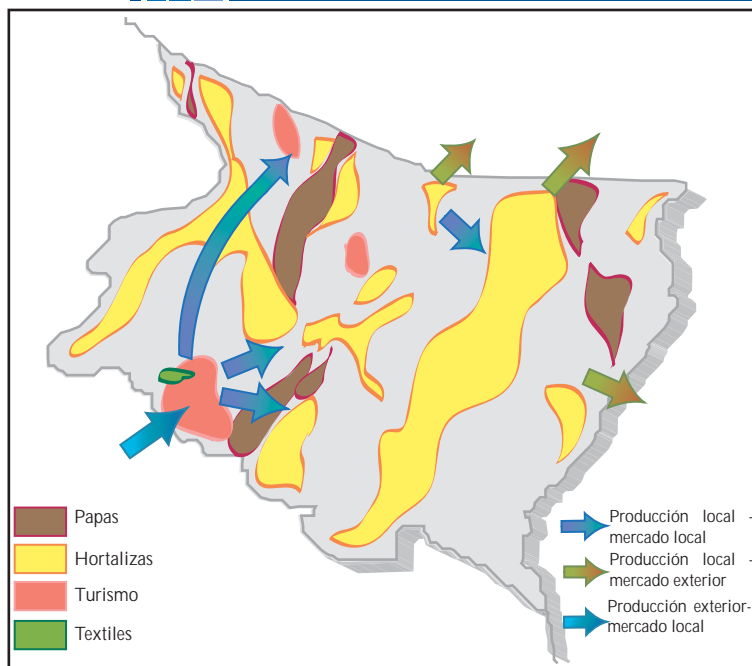 Papas
Hortalizas
Turismo
Textiles
Producción local -
mercado local
Producción local -
mercado exterior
Producción exterior-
mercado local